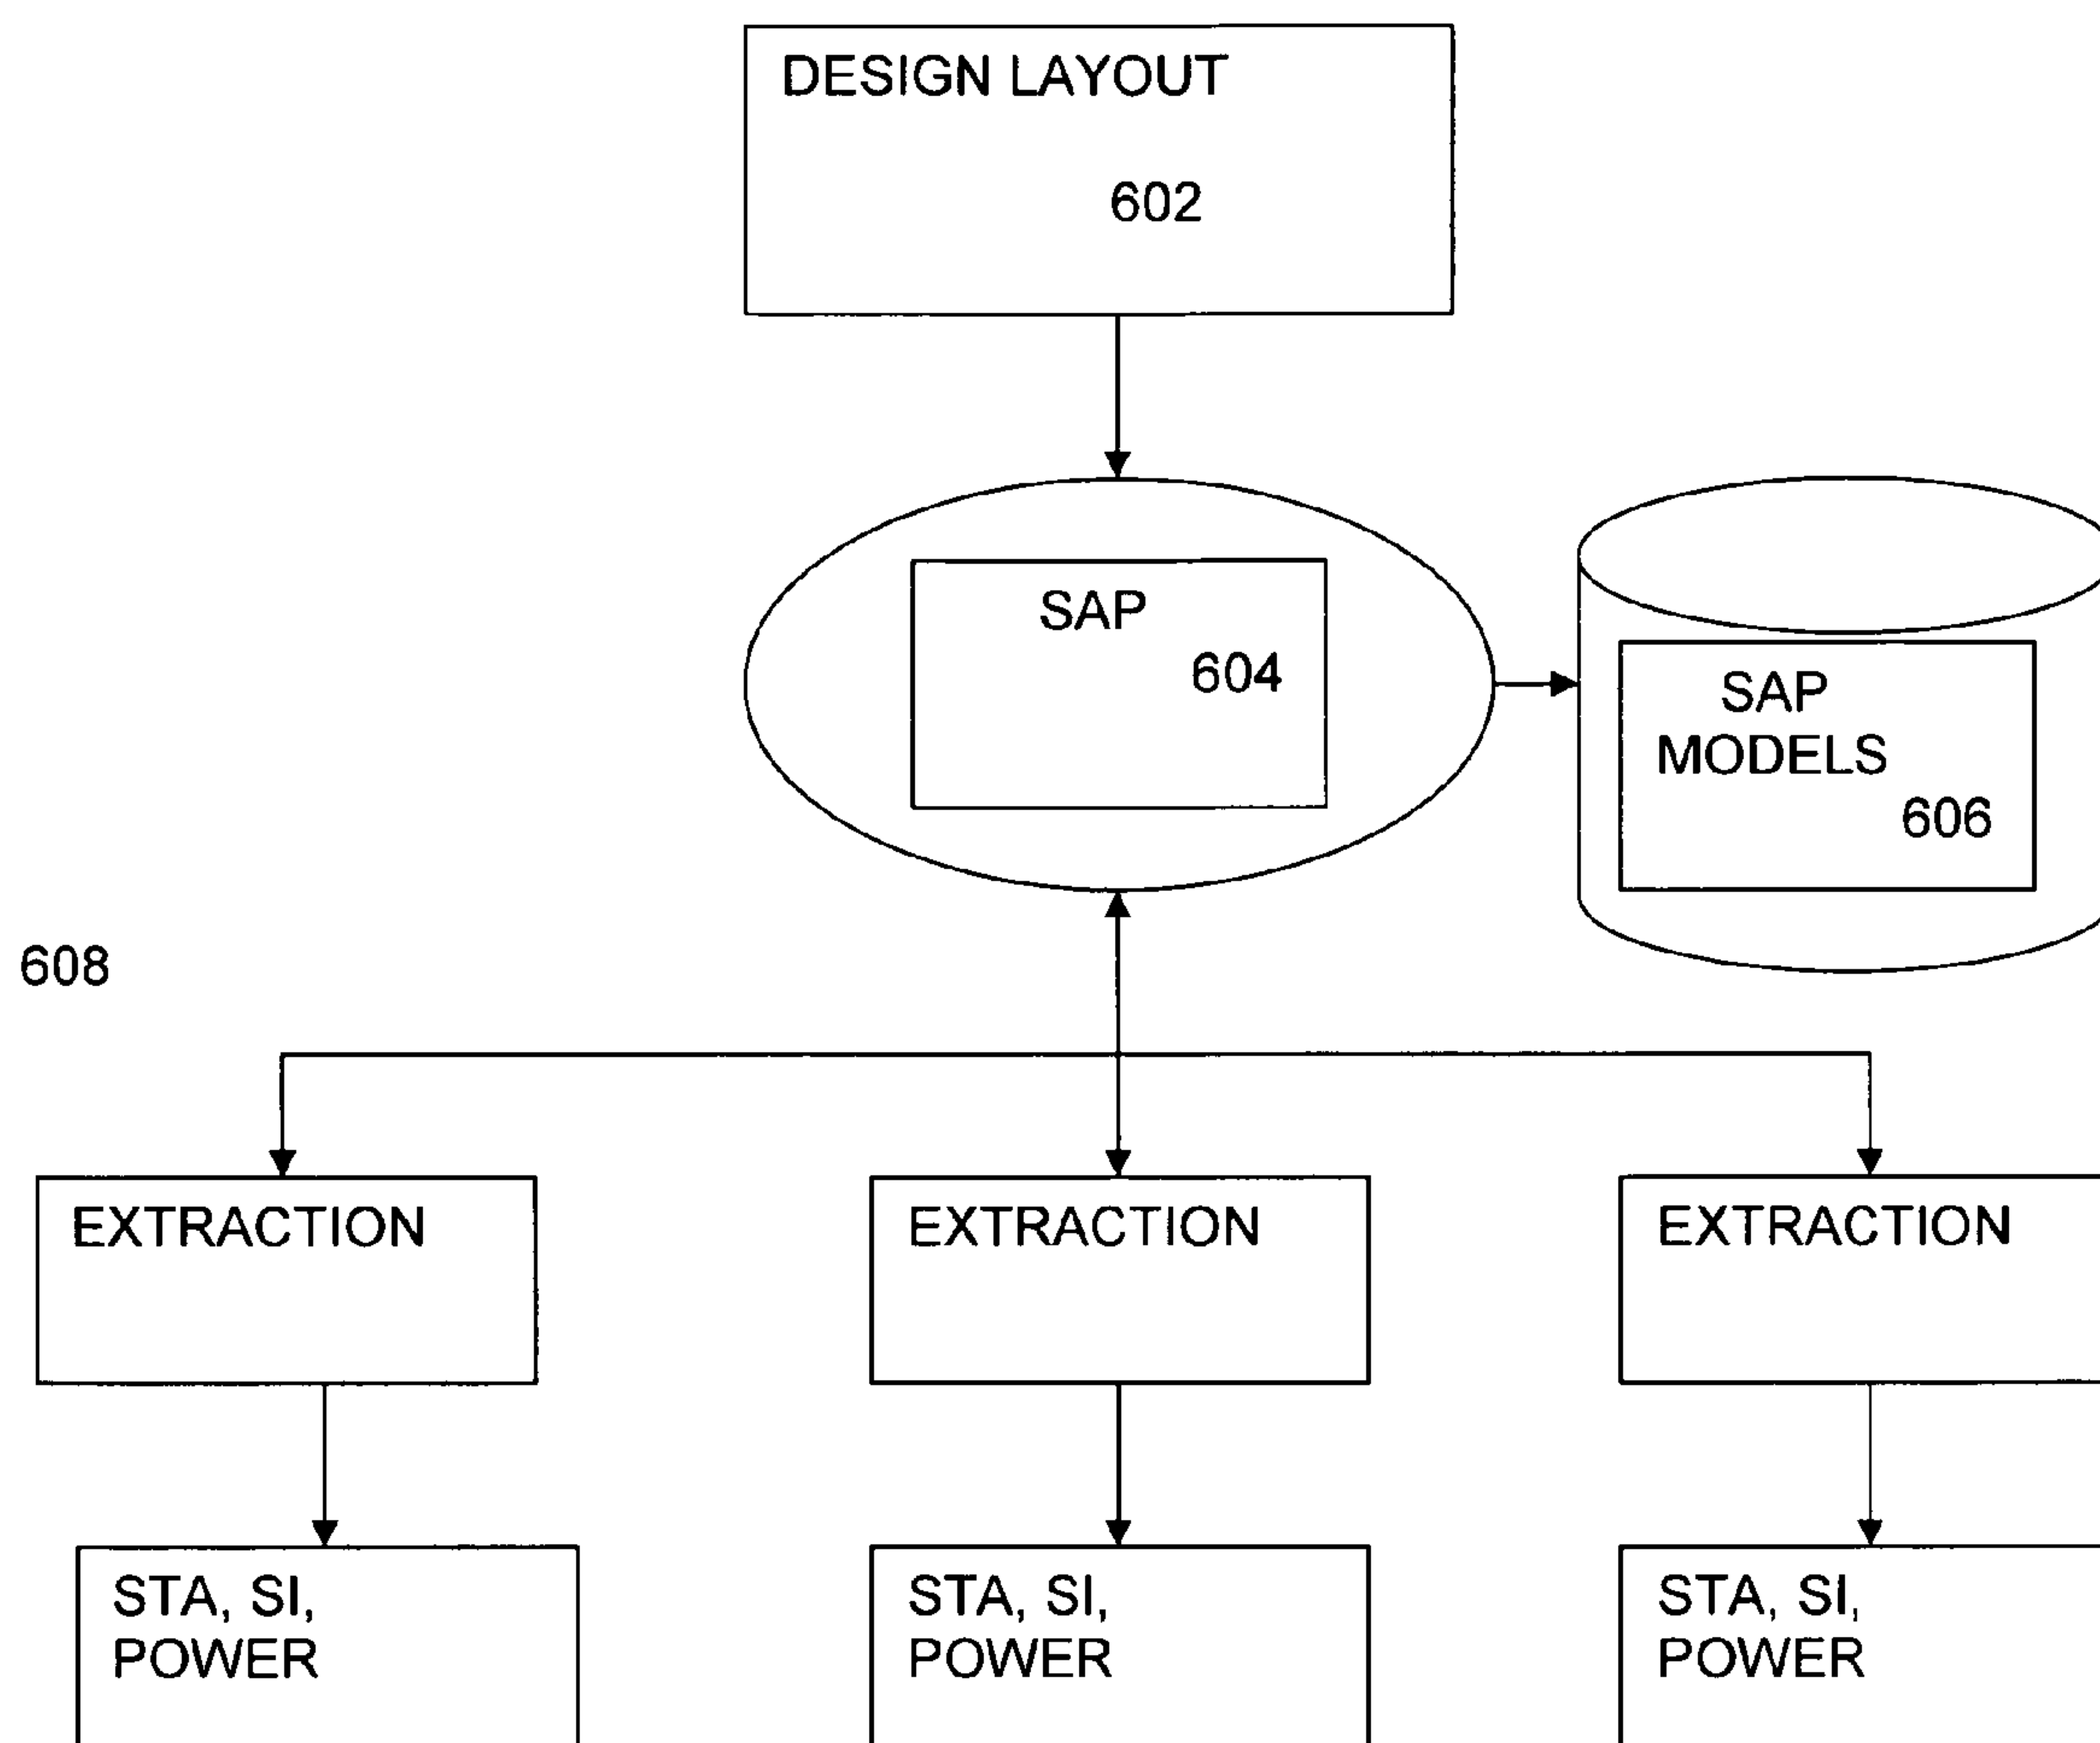 DESIGN LAYOUT
602
SAP
604
SAP
MODELS
606
608
EXTRACTION
EXTRACTION
EXTRACTION
STA, SI,
POWER
STA, SI,
POWER
STA, SI,
POWER